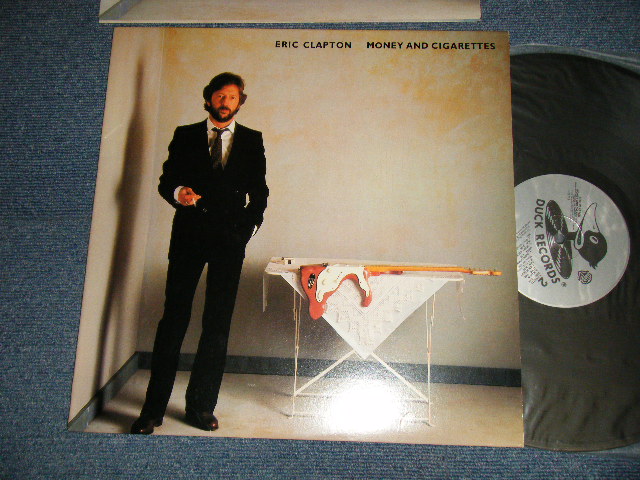 ERIC CLAPTON MONEY AND CIGARETTES
DUCK RECORDS